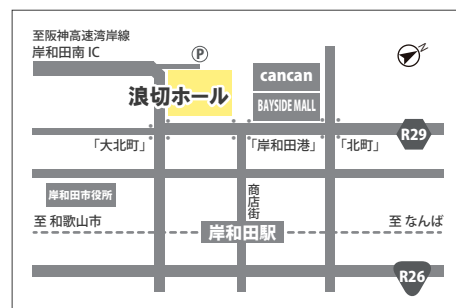 至阪神高速湾岸線
岸和田南 IC
P
N
cancan
BAYSIDE MALL
浪切ホール
「大北町」
「岸和田港」
「北町」
R29
岸和田市役所
商店街
至 和歌山市
至 なんば
岸和田駅
R26